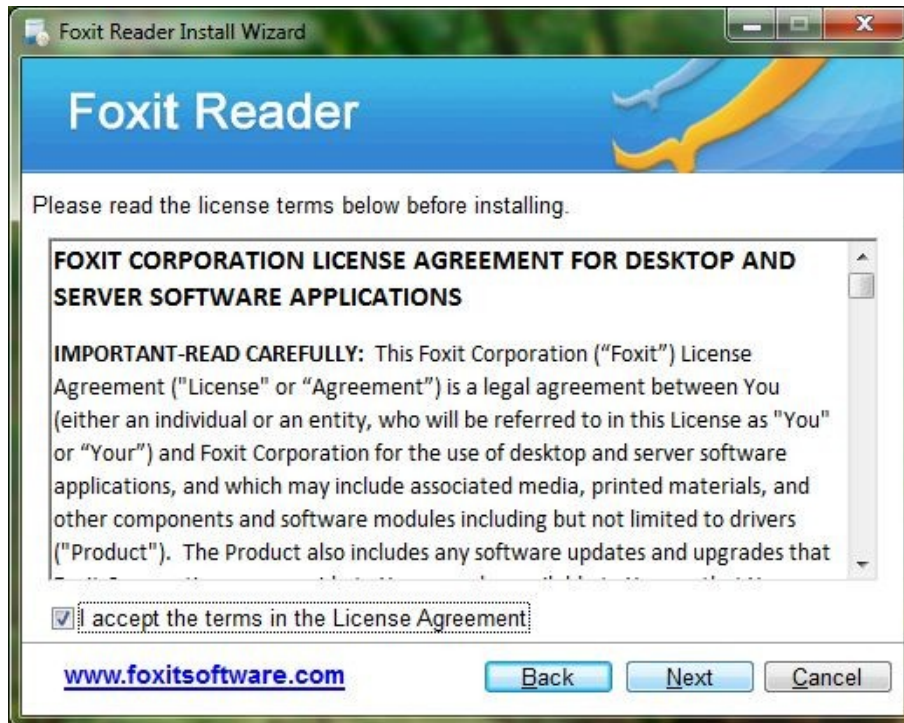 Foxit Reader Install Wizard
Foxit Reader
Please read the license terms below before installing.
FOXIT CORPORATION LICENSE AGREEMENT FOR DESKTOP AND
SERVER SOFTWARE APPLICATIONS
IMPORTANT-READ CAREFULLY: This Foxit Corporation (“Foxit”) License
Agreement ("License" or “Agreement”) is a legal agreement between You
(either an individual or an entity, who will be referred to in this License as "You"
or “Your”) and Foxit Corporation for the use of desktop and server software
applications, and which may include associated media, printed materials, and
other components and software modules including but not limited to drivers
("Product"). The Product also includes any software updates and upgrades that
I accept the terms in the License Agreement
www.foxitsoftware.com
Back
Next
Cancel